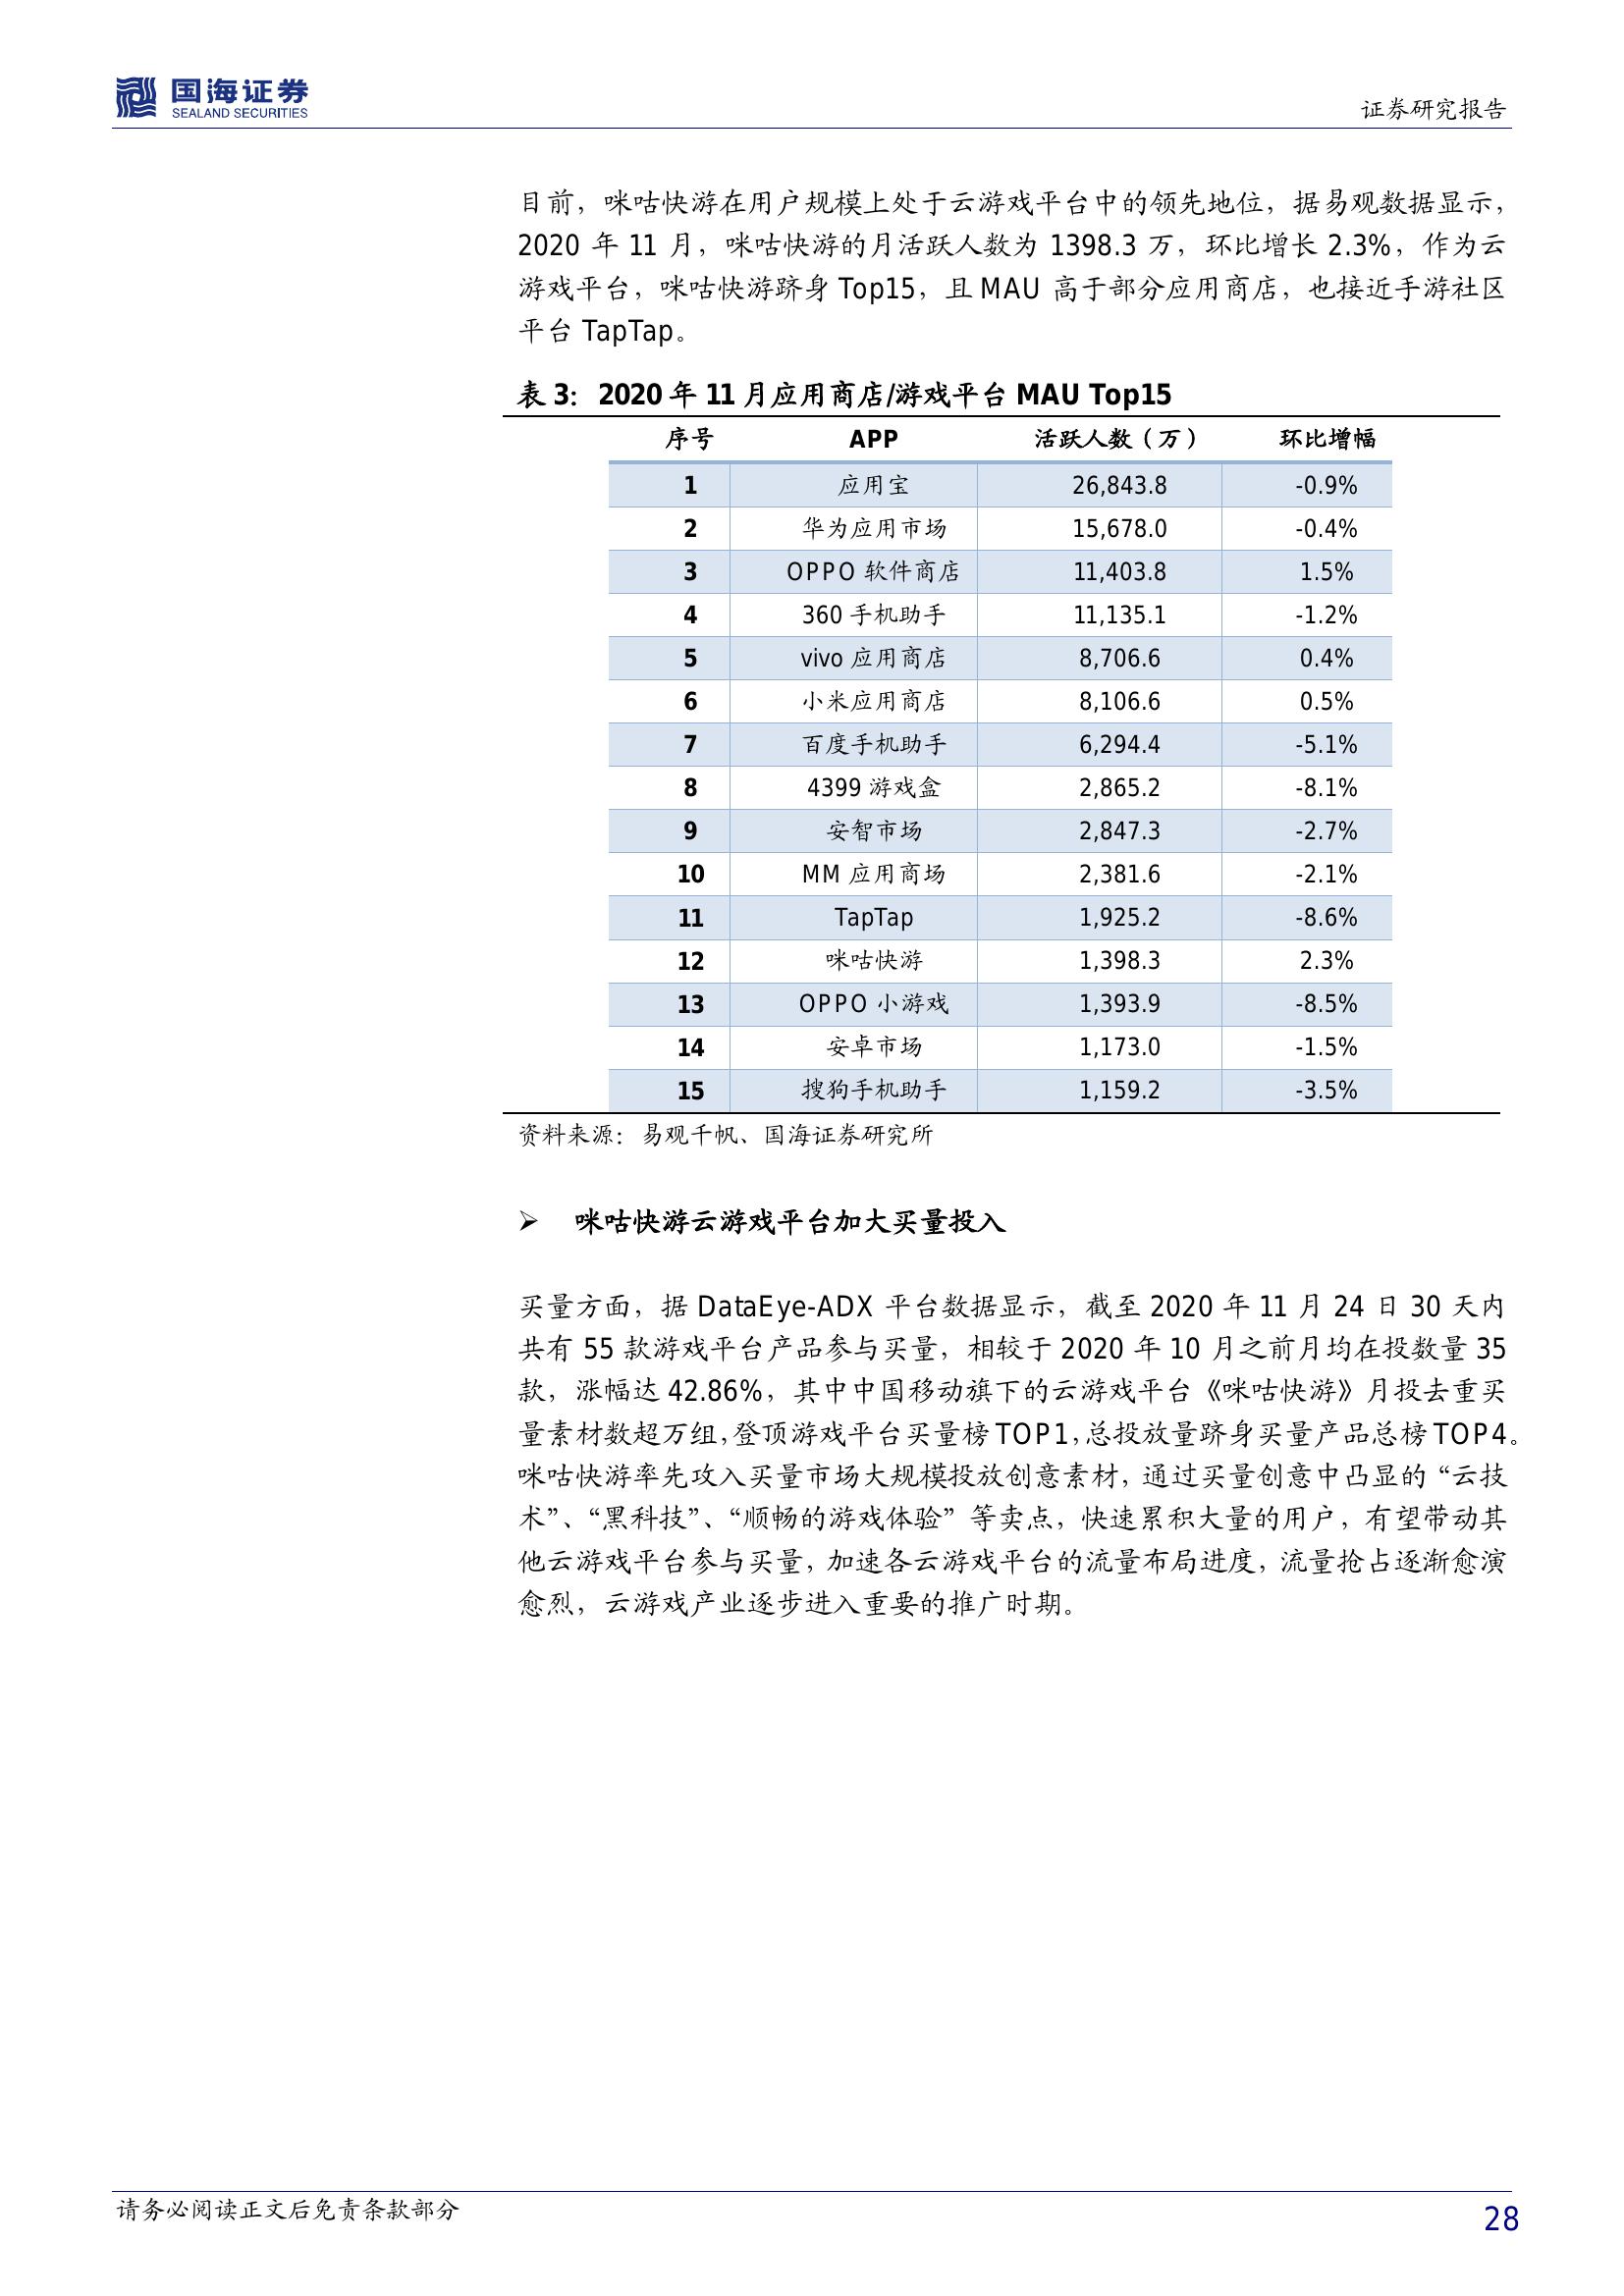 国海证券
SEALAND SECURITIES
证券研究报告
目前，咪咕快游在用户规模上处于云游戏平台中的领先地位，据易观数据显示，
2020 年 11 月，咪咕快游的月活跃人数为 1398.3 万，环比增长 2.3%，作为云
游戏平台，咪咕快游跻身 Top15，且 MAU 高于部分应用商店，也接近手游社区
平台 TapTap。
表 3：2020 年 11 月应用商店/游戏平台 MAU Top15
序号 APP 活跃人数（万） 环比增幅
1 应用宝 26,843.8 -0.9%
2 华为应用市场 15,678.0 -0.4%
3 OPPO 软件商店 11,403.8 1.5%
4 360 手机助手 11,135.1 -1.2%
5 vivo 应用商店 8,706.6 0.4%
6 小米应用商店 8,106.6 0.5%
7 百度手机助手 6,294.4 -5.1%
8 4399 游戏盒 2,865.2 -8.1%
9 安智市场 2,847.3 -2.7%
10 MM 应用商场 2,381.6 -2.1%
11 TapTap 1,925.2 -8.6%
12 咪咕快游 1,398.3 2.3%
13 OPPO 小游戏 1,393.9 -8.5%
14 安卓市场 1,173.0 -1.5%
15 搜狗手机助手 1,159.2 -3.5%
资料来源：易观千帆、国海证券研究所
➢ 咪咕快游云游戏平台加大买量投入
买量方面，据 DataEye-ADX 平台数据显示，截至 2020 年 11 月 24 日 30 天内
共有 55 款游戏平台产品参与买量，相较于 2020 年 10 月之前月均在投数量 35
款，涨幅达 42.86%，其中中国移动旗下的云游戏平台《咪咕快游》月投去重买
量素材数超万组，登顶游戏平台买量榜 TOP1，总投放量跻身买量产品总榜 TOP4。
咪咕快游率先攻入买量市场大规模投放创意素材，通过买量创意中凸显的“云技
术”、“黑科技”、“顺畅的游戏体验”等卖点，快速累积大量的用户，有望带动其
他云游戏平台参与买量，加速各云游戏平台的流量布局进度，流量抢占逐渐愈演
愈烈，云游戏产业逐步进入重要的推广时期。
请务必阅读正文后免责条款部分
28